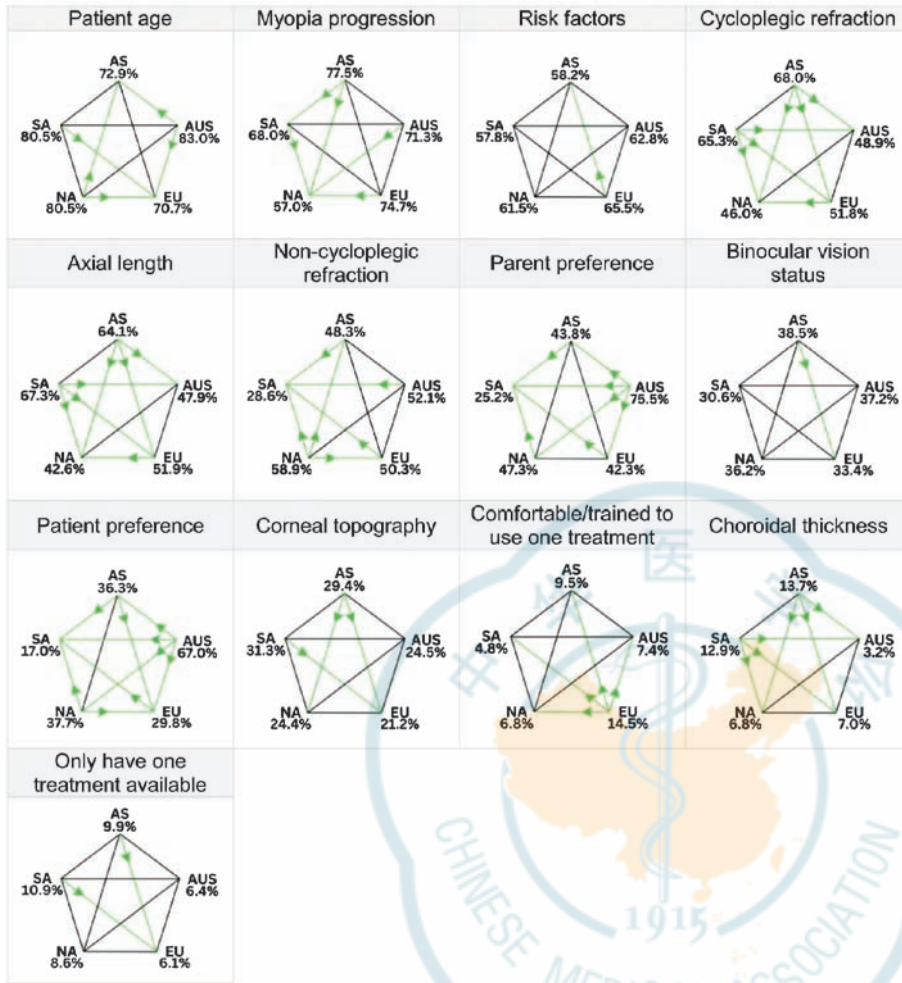 Patient age
Myopia progression
Risk factors
Cycloplegic refraction
AS
72.9%
SA
80.5%
AUS
83.0%
NA
80.5%
EU
70.7%
AS
77.5%
SA
68.0%
AUS
71.3%
NA
57.0%
EU
74.7%
AS
58.2%
SA
57.8%
AUS
62.8%
NA
61.5%
EU
65.5%
AS
68.0%
SA
65.3%
AUS
48.9%
NA
46.0%
EU
51.8%
Axial length
Non-cycloplegic
refraction
Parent preference
Binocular vision
status
AS
64.1%
SA
67.3%
AUS
47.9%
NA
42.6%
EU
51.9%
AS
48.3%
SA
28.6%
AUS
52.1%
NA
58.9%
EU
50.3%
AS
43.8%
SA
25.2%
AUS
75.5%
NA
47.3%
EU
42.3%
AS
38.5%
SA
30.6%
AUS
37.2%
NA
36.2%
EU
33.4%
Patient preference
Corneal topography
Comfortable/trained to
use one treatment
Choroidal thickness
AS
36.3%
SA
17.0%
AUS
67.0%
NA
37.7%
EU
29.8%
AS
29.4%
SA
31.3%
AUS
24.5%
NA
24.4%
EU
21.2%
AS
9.5%
SA
4.8%
AUS
7.4%
NA
6.8%
EU
14.5%
AS
13.7%
SA
12.9%
AUS
3.2%
NA
6.8%
EU
7.0%
Only have one
treatment available
AS
9.9%
SA
10.9%
AUS
6.4%
NA
8.6%
EU
6.1%
中华医学会
1915
CHINESE MEDICAL ASSOCIATION